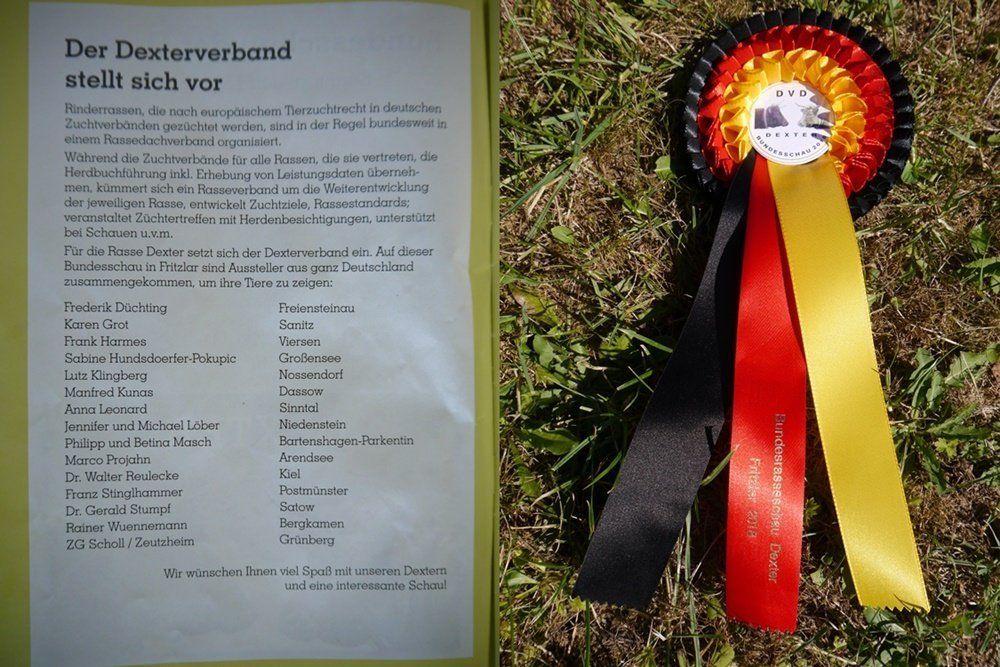 Der Dexterverband
stellt sich vor
Rinderrassen, die nach europäischem Tierzuchtrecht in deutschen
Zuchtverbänden gezüchtet werden, sind in der Regel bundesweit in
einem Rassedachverband organisiert.
Während die Zuchtverbände für alle Rassen, die sie vertreten, die
Herdbuchführung inkl. Erhebung von Leistungsdaten überneh-
men, kümmert sich ein Rasseverband um die Weiterentwicklung
der jeweiligen Rasse, entwickelt Zuchtziele, Rassestandards;
veranstaltet Züchtertreffen mit Herdenbesichtigungen, unterstützt
bei Schauen u.v.m.
Für die Rasse Dexter setzt sich der Dexterverband ein. Auf dieser
Bundesschau in Fritzlar sind Aussteller aus ganz Deutschland
zusammengekommen, um ihre Tiere zu zeigen:
Frederik Düchting Freiensteinau
Karen Grot Sanitz
Frank Harmes Viersen
Sabine Hundsdoerfer-Pokupic Großensee
Lutz Klingberg Nossendorf
Manfred Kunas Dassow
Anna Leonard Sinntal
Jennifer und Michael Löber Niedenstein
Philipp und Betina Masch Bartenshagen-Parkentin
Marco Projahn Arendsee
Dr. Walter Reulecke Kiel
Franz Stinglhammer Postmünster
Dr. Gerald Stumpf Satow
Rainer Wuennemann Bergkamen
ZG Scholl / Zeutzheim Grünberg
Wir wünschen Ihnen viel Spaß mit unseren Dextern
und eine interessante Schau!
DVD
DEXTER
BUNDESSCHAU
Bundesrasseschau Dexter
Fritzlar 2018